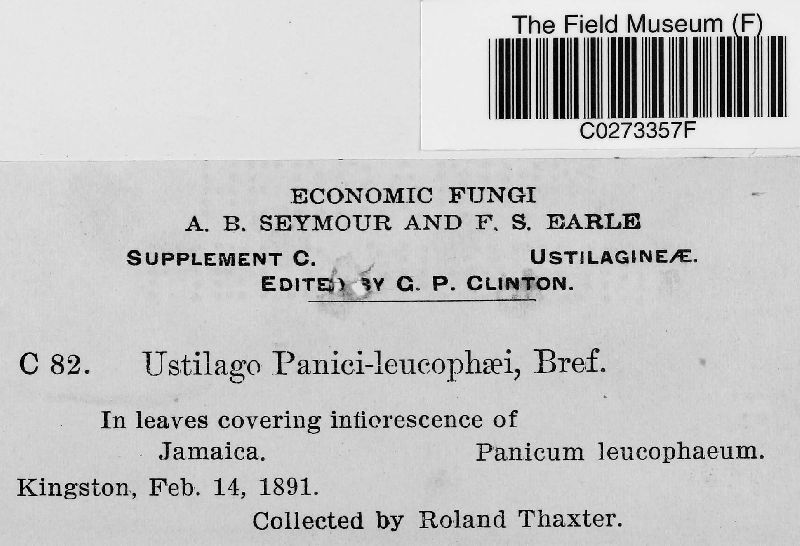 The Field Museum (F)
C0273357F
ECONOMIC FUNGI
A. B. SEYMOUR AND F. S. EARLE
SUPPLEMENT C. USTILAGINEÆ.
EDITED BY G. P. CLINTON.
C 82. Ustilago Panici-leucophæi, Bref.
In leaves covering inflorescence of
Jamaica. Panicum leucophaeum.
Kingston, Feb. 14, 1891.
Collected by Roland Thaxter.